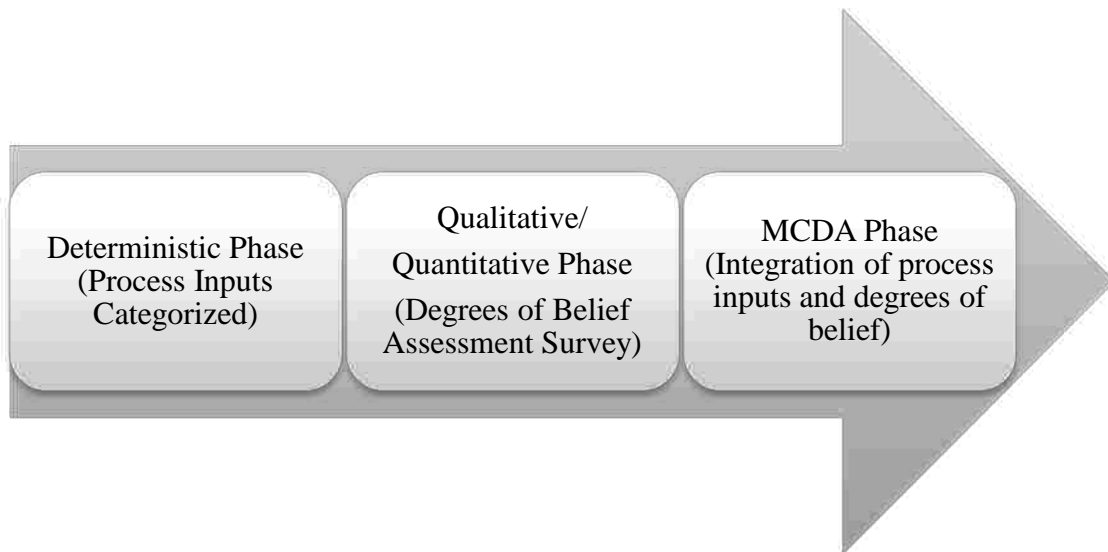 Deterministic Phase
(Process Inputs
Categorized)
Qualitative/
Quantitative Phase
(Degrees of Belief
Assessment Survey)
MCDA Phase
(Integration of process
inputs and degrees of
belief)